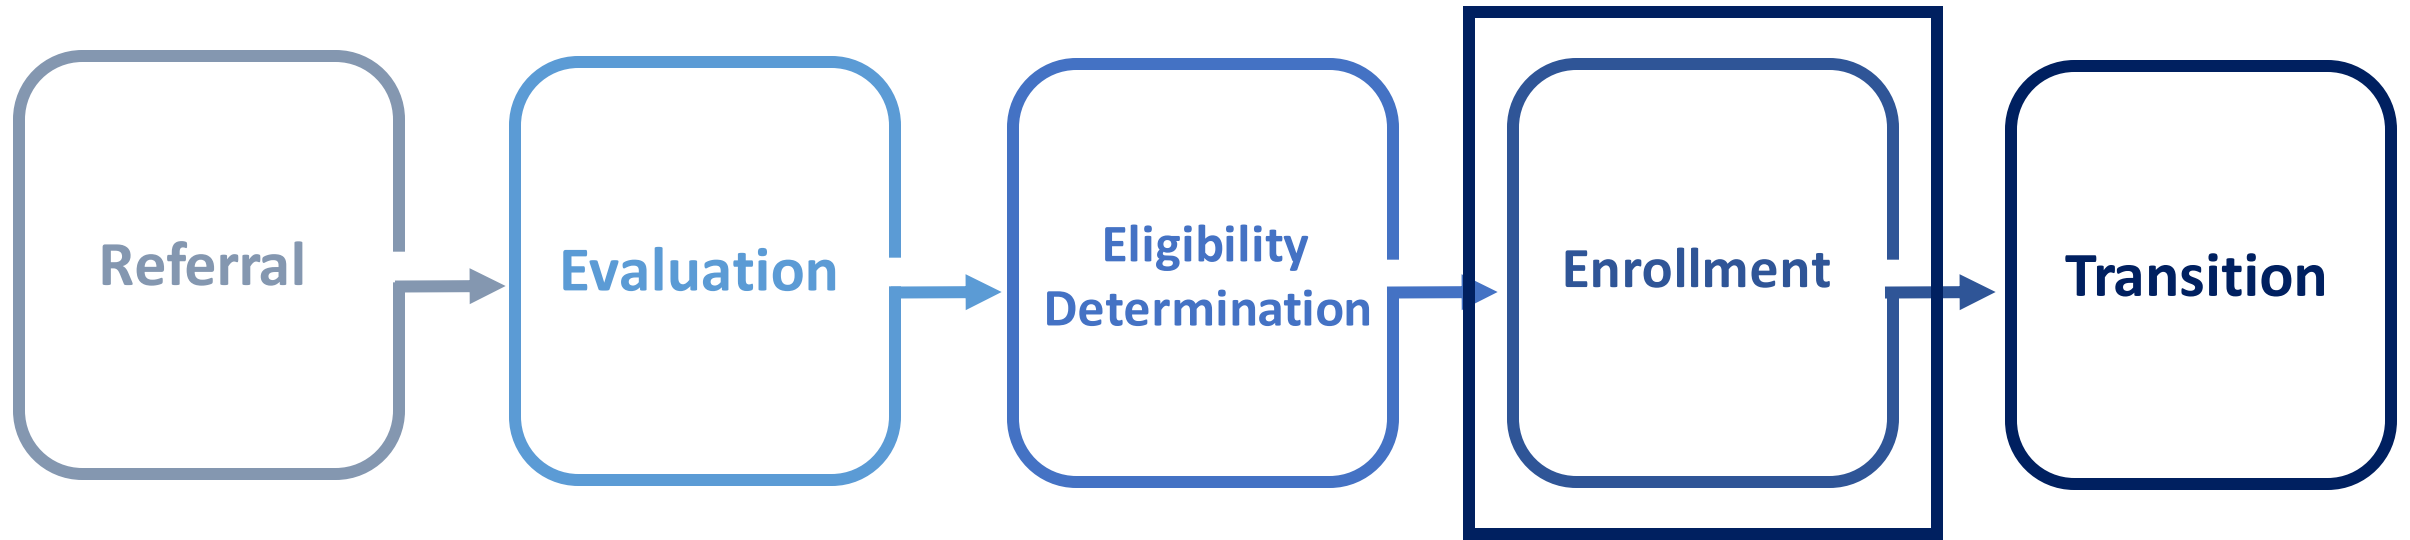 Referral
Evaluation
Eligibility
Determination
Enrollment
Transition